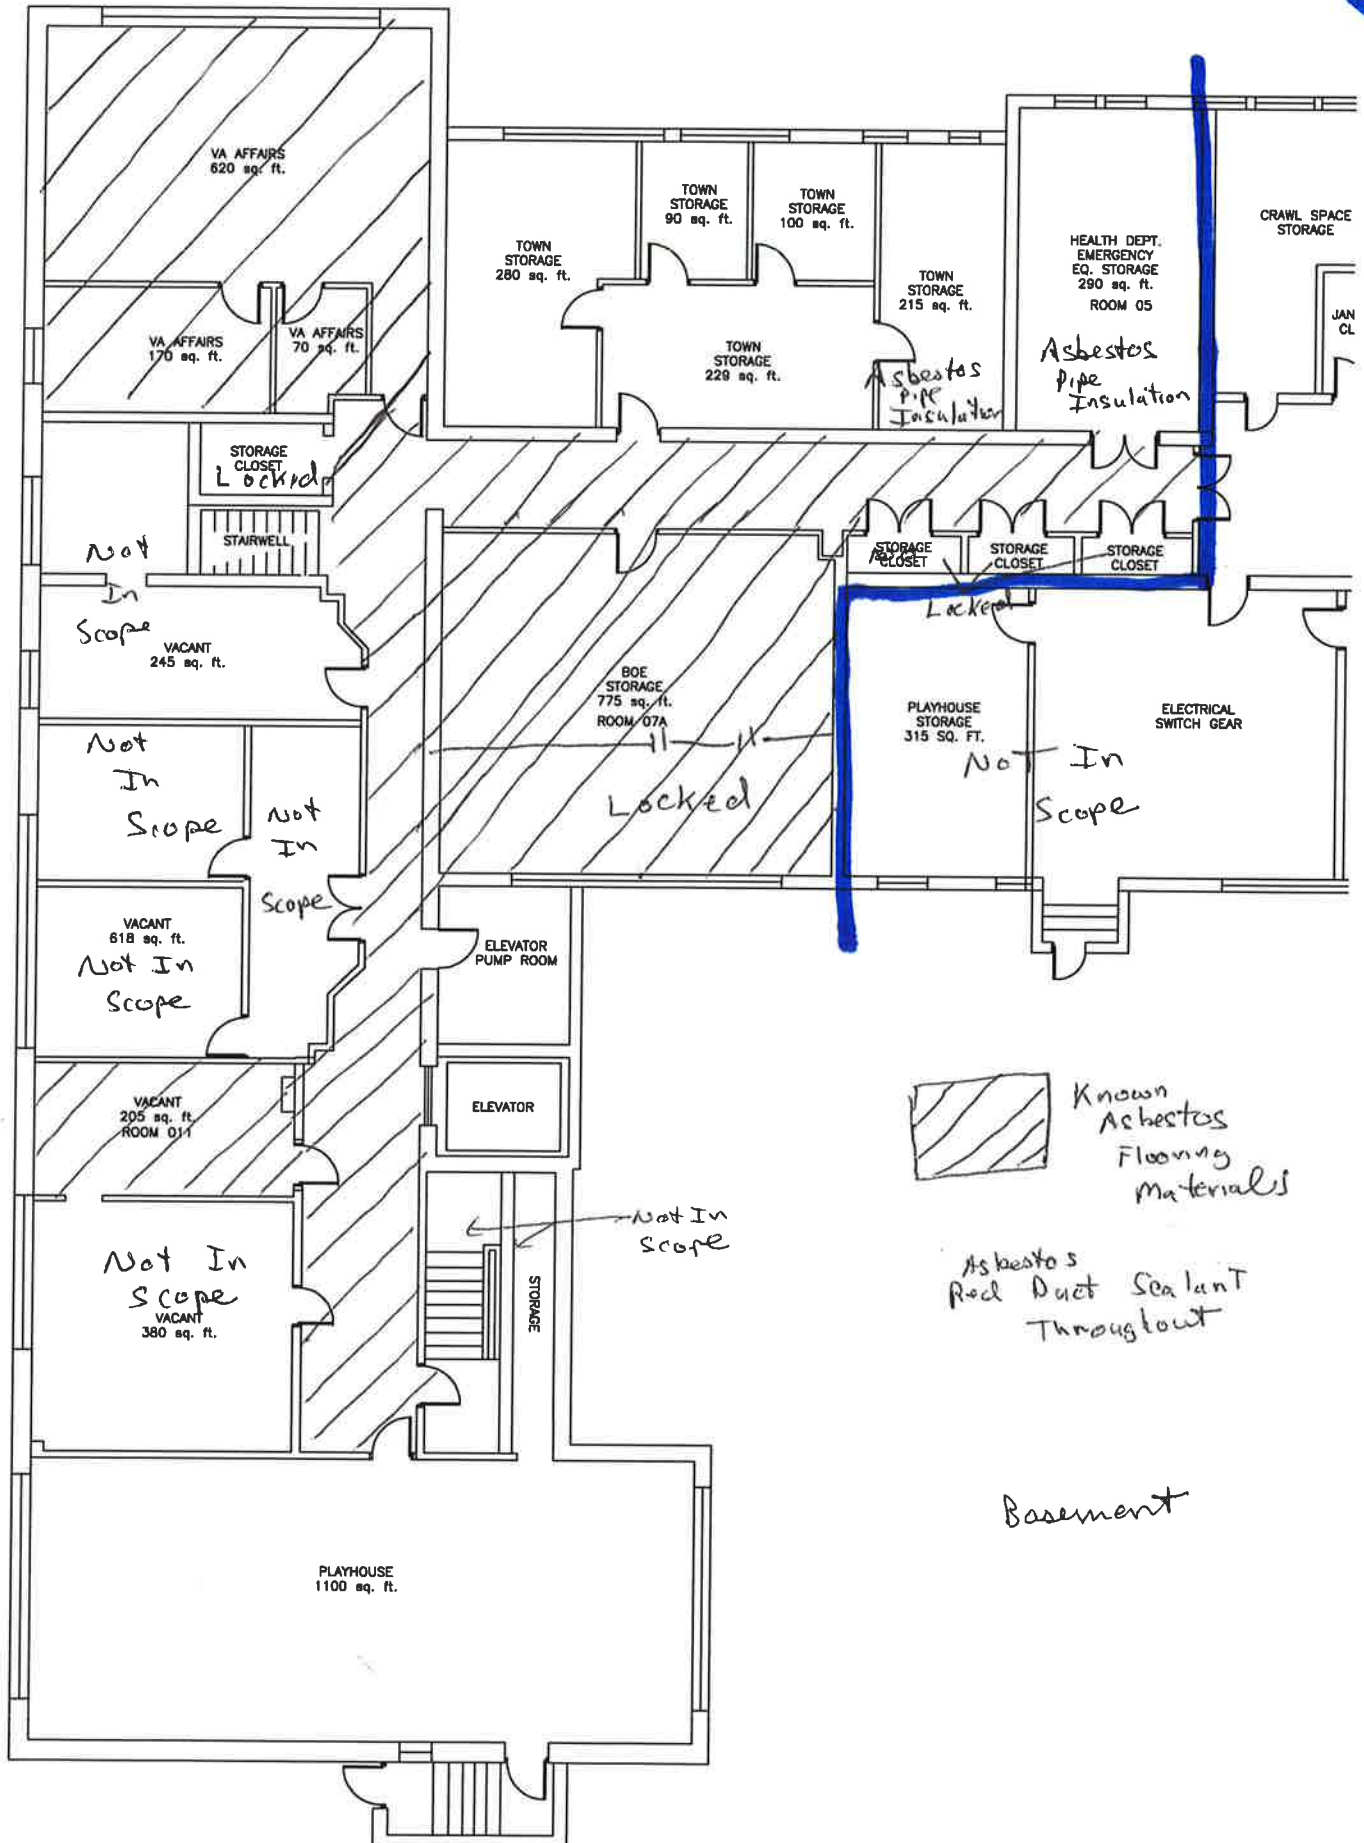 VA AFFAIRS
620 sq. ft.
TOWN
STORAGE
90 sq. ft.
TOWN
STORAGE
100 sq. ft.
TOWN
STORAGE
280 sq. ft.
TOWN
STORAGE
215 sq. ft.
HEALTH DEPT.
EMERGENCY
EQ. STORAGE
290 sq. ft.
ROOM 05
CRAWL SPACE
STORAGE
JAN
CL
VA AFFAIRS
170 sq. ft.
VA AFFAIRS
70 sq. ft.
TOWN
STORAGE
229 sq. ft.
Asbestos
Pipe
Insulation
Asbestos
Pipe
Insulation
STORAGE
CLOSET
Locked
STAIRWELL
Not
In
Scope
VACANT
245 sq. ft.
STORAGE
CLOSET
STORAGE
CLOSET
STORAGE
CLOSET
Locked
BOE
STORAGE
775 sq. ft.
ROOM 07A
Locked
PLAYHOUSE
STORAGE
315 SQ. FT.
ELECTRICAL
SWITCH GEAR
Not In
Scope
Not
In
Scope
Not
In
Scope
VACANT
618 sq. ft.
Not In
Scope
ELEVATOR
PUMP ROOM
ELEVATOR
VACANT
205 sq. ft.
ROOM 011
Known
Asbestos
Flooring
Materials
Not In
Scope
VACANT
380 sq. ft.
Not In
Scope
STORAGE
Asbestos
Red Duct Sealant
Throughout
Basement
PLAYHOUSE
1100 sq. ft.